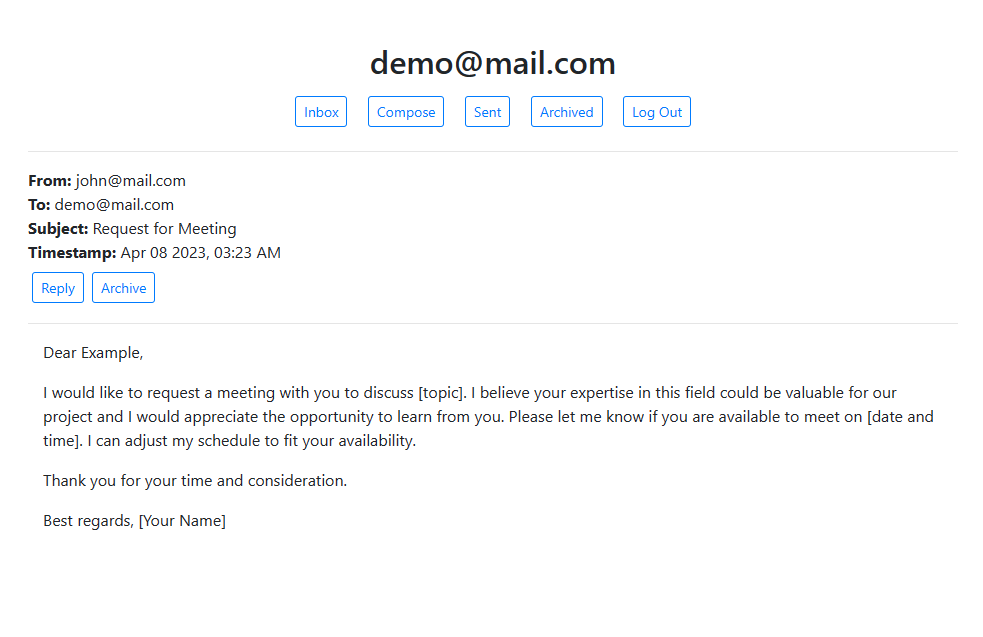 demo@mail.com
Inbox Compose Sent Archived Log Out
From: john@mail.com
To: demo@mail.com
Subject: Request for Meeting
Timestamp: Apr 08 2023, 03:23 AM
Reply Archive
Dear Example,
I would like to request a meeting with you to discuss [topic]. I believe your expertise in this field could be valuable for our
project and I would appreciate the opportunity to learn from you. Please let me know if you are available to meet on [date and
time]. I can adjust my schedule to fit your availability.
Thank you for your time and consideration.
Best regards, [Your Name]